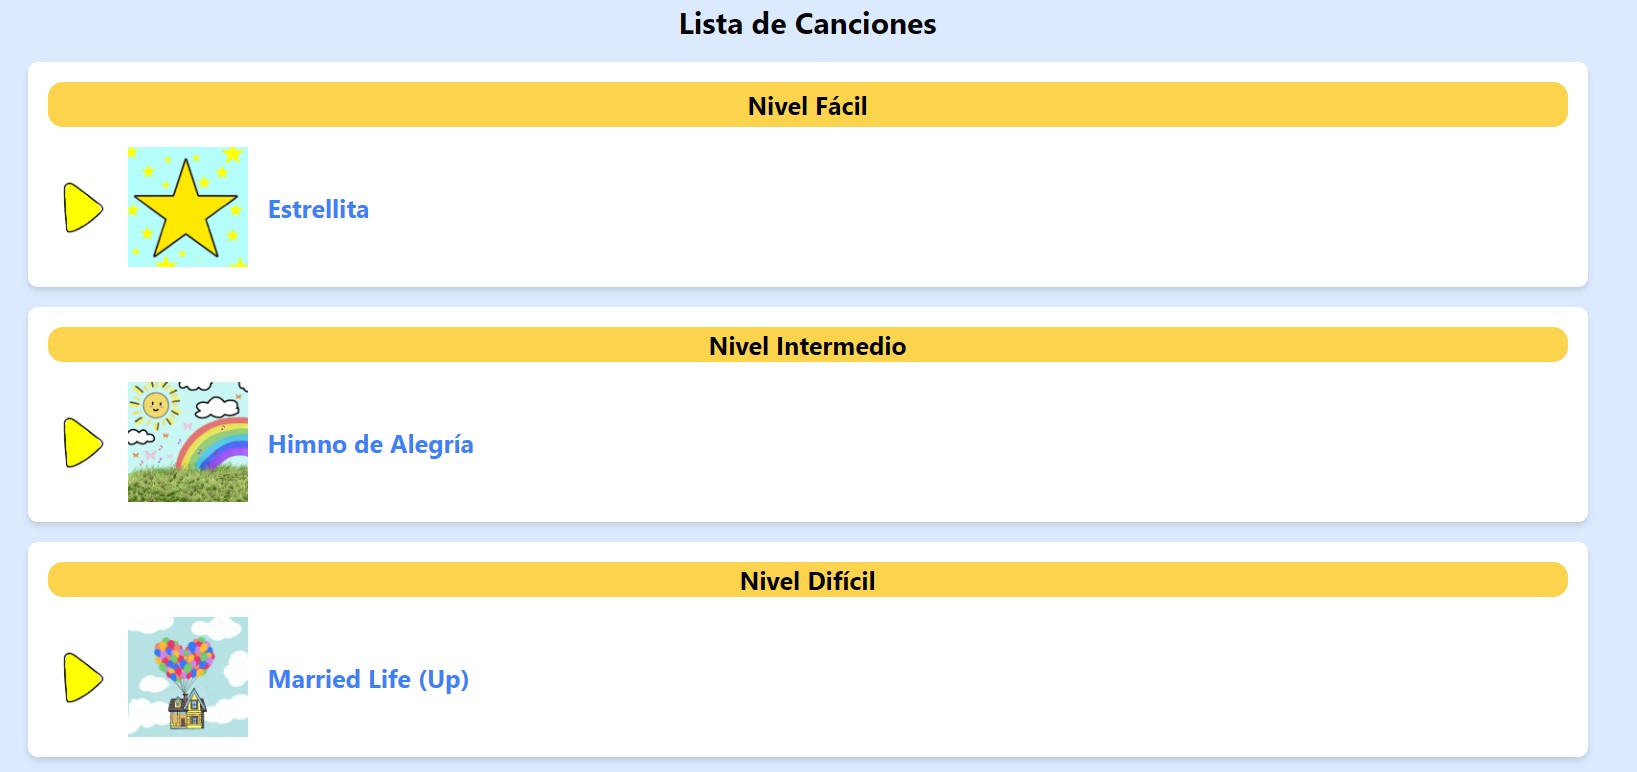 Lista de Canciones
Nivel Fácil
Estrellita
Nivel Intermedio
Himno de Alegría
Nivel Difícil
Married Life (Up)